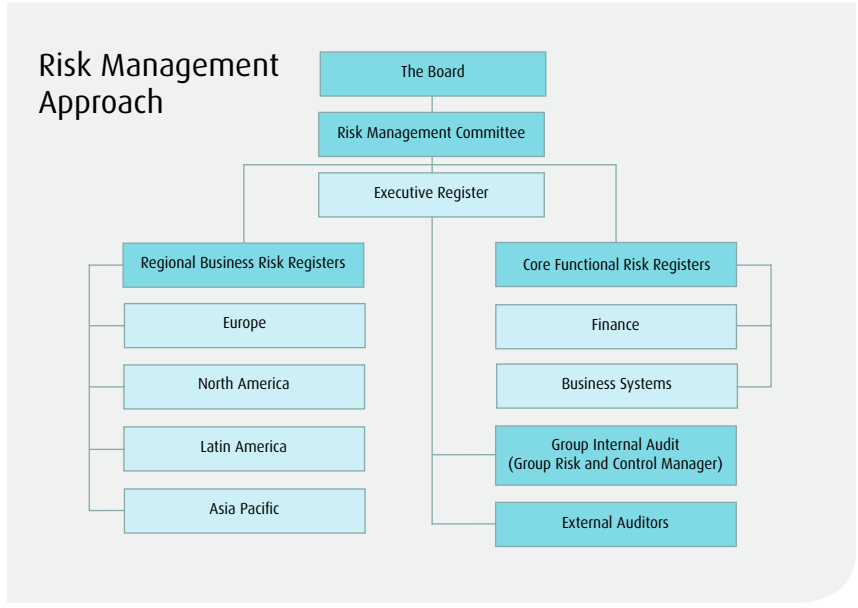 Risk Management
Approach
The Board
Risk Management Committee
Executive Register
Regional Business Risk Registers
Europe
North America
Latin America
Asia Pacific
Core Functional Risk Registers
Finance
Business Systems
Group Internal Audit
(Group Risk and Control Manager)
External Auditors